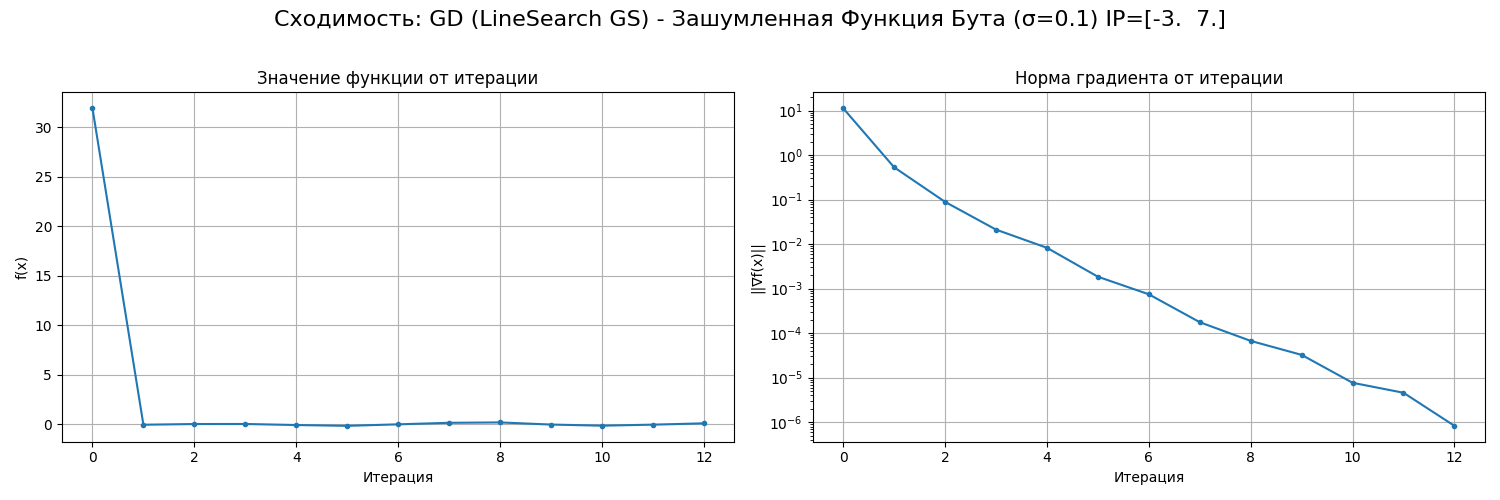 Сходимость: GD (LineSearch GS) - Зашумленная Функция Бута (σ=0.1) IP=[-3.  7.]
Значение функции от итерации
f(x)
30
25
20
15
10
5
0
0 2 4 6 8 10 12
Итерация
Норма градиента от итерации
||∇f(x)||
10¹
10⁰
10⁻¹
10⁻²
10⁻³
10⁻⁴
10⁻⁵
10⁻⁶
0 2 4 6 8 10 12
Итерация